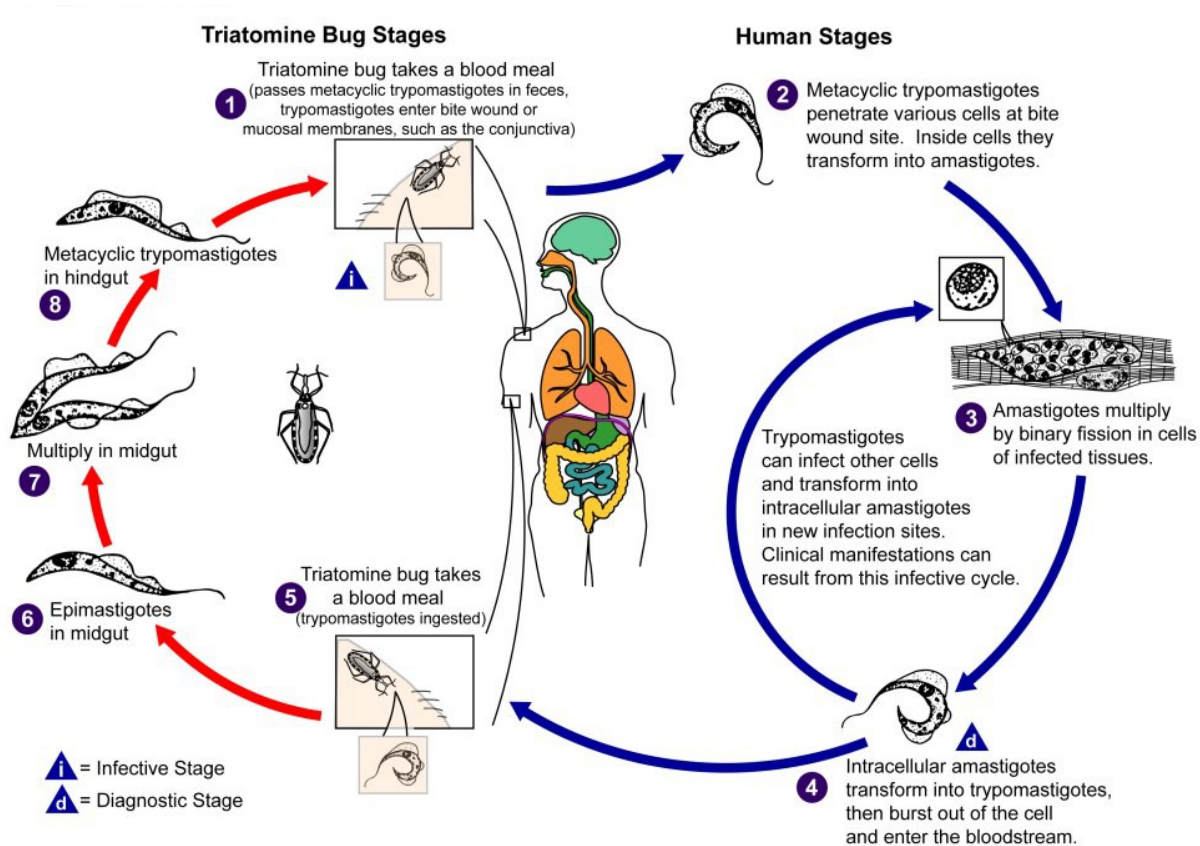 Triatomine Bug Stages
Human Stages
1
Triatomine bug takes a blood meal
(passes metacyclic trypomastigotes in feces,
trypomastigotes enter bite wound or
mucosal membranes, such as the conjunctiva)
i
2
Metacyclic trypomastigotes
penetrate various cells at bite
wound site. Inside cells they
transform into amastigotes.
3
Amastigotes multiply
by binary fission in cells
of infected tissues.
Trypomastigotes
can infect other cells
and transform into
intracellular amastigotes
in new infection sites.
Clinical manifestations can
result from this infective cycle.
d
4
Intracellular amastigotes
transform into trypomastigotes,
then burst out of the cell
and enter the bloodstream.
5
Triatomine bug takes
a blood meal
(trypomastigotes ingested)
6
Epimastigotes
in midgut
Multiply in midgut
7
Metacyclic trypomastigotes
in hindgut
8
i = Infective Stage
d = Diagnostic Stage